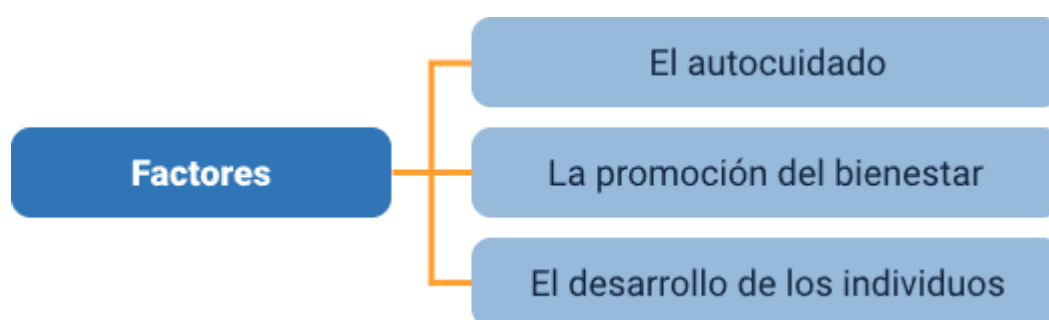 Factores
El autocuidado
La promoción del bienestar
El desarrollo de los individuos